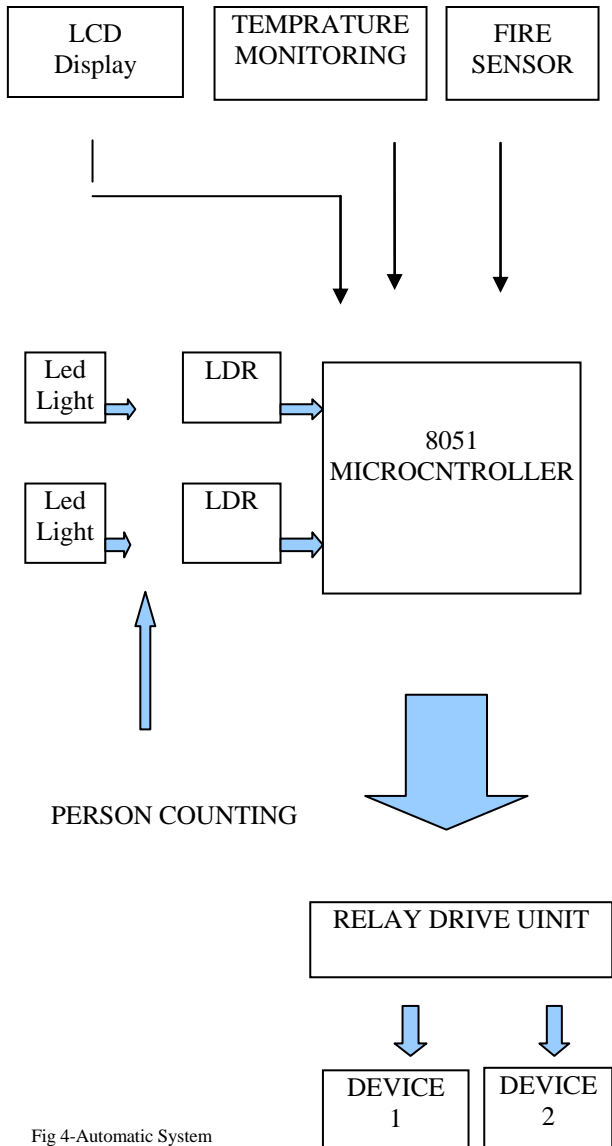 LCD
Display
TEMPRATURE
MONITORING
FIRE
SENSOR
Led
Light
LDR
8051
MICROCNTROLLER
Led
Light
LDR
PERSON COUNTING
RELAY DRIVE UINIT
DEVICE
1
DEVICE
2
Fig 4-Automatic System